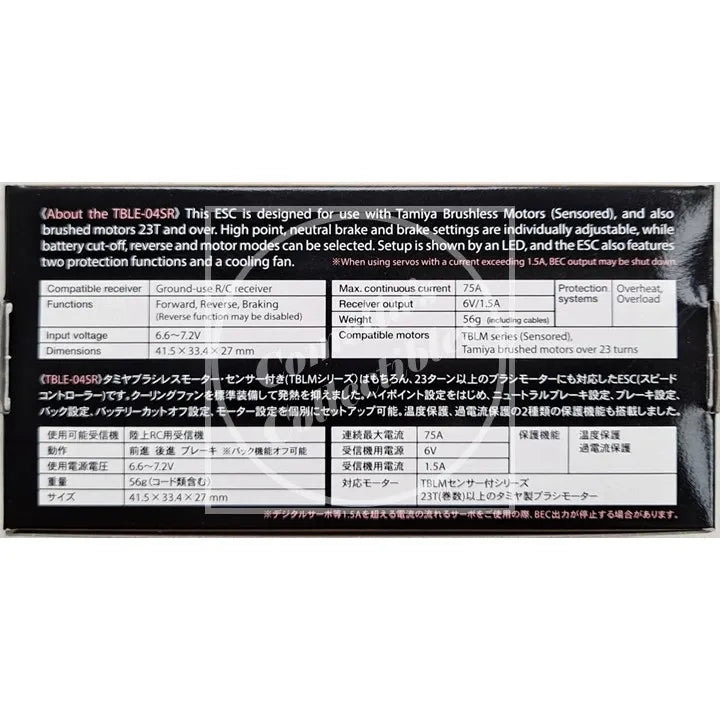 《About the TBLE-04SR》This ESC is designed for use with Tamiya Brushless Motors (Sensored), and also
brushed motors 23T and over. High point, neutral brake and brake settings are individually adjustable, while
battery cut-off, reverse and motor modes can be selected. Setup is shown by an LED, and the ESC also features
two protection functions and a cooling fan.
※When using servos with a current exceeding 1.5A, BEC output may be shut down.
Compatible receiver Ground-use R/C receiver
Functions Forward, Reverse, Braking
(Reverse function may be disabled)
Input voltage 6.6~7.2V
Dimensions 41.5×33.4×27 mm
Max. continuous current 75A
Receiver output 6V/1.5A
Weight 56g (including cables)
Compatible motors TBLM series (Sensored),
Tamiya brushed motors over 23 turns
Protection Overheat,
systems Overload
《TBLE-04SR》タミヤブラシレスモーター・センサー付き(TBLMシリーズ)はもちろん、23ターン以上のブラシモーターにも対応したESC(スピード
コントローラー)です。クーリングファンを標準装備して発熱を抑えました。ハイポイント設定をはじめ、ニュートラルブレーキ設定、ブレーキ設定、
バック設定、バッテリーカットオフ設定、モーター設定を個別にセットアップ可能。温度保護、過電流保護の2種類の保護機能も搭載しました。
使用可能受信機 陸上RC用受信機
動作 前進 後進 ブレーキ ※バック機能オフ可能
使用電源電圧 6.6~7.2V
重量 56g(コード類含む)
サイズ 41.5×33.4×27mm
連続最大電流 75A
受信機用電源 6V
受信機電流 1.5A
対応モーター TBLMセンサー付シリーズ
23T(巻数)以上のタミヤ製ブラシモーター
保護機能 温度保護
過電流保護
※デジタルサーボ等1.5Aを超える電流の流れるサーボをご使用の際、BEC出力が停止する場合があります。